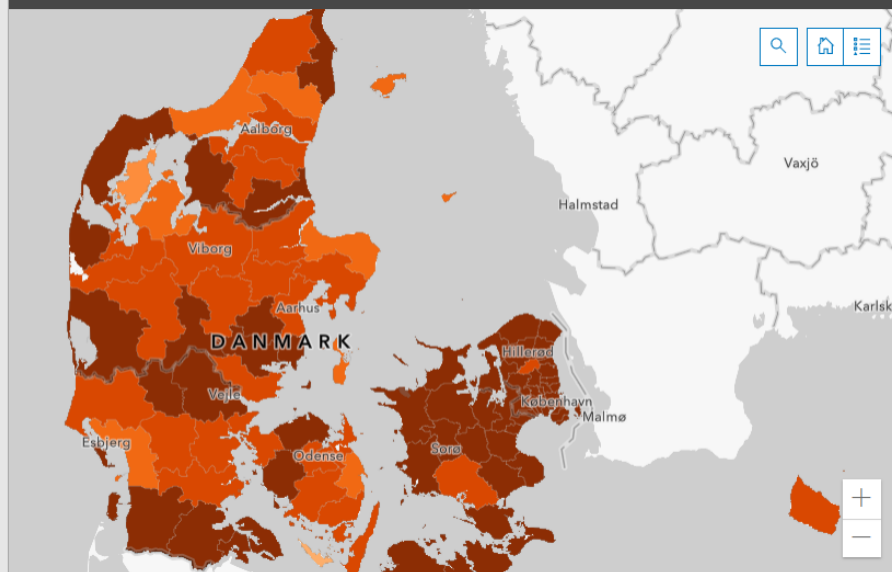 Aalborg
Vaxjö
Halmstad
Viborg
Karlsk
Aarhus
DANMARK
Hillerød
Vejle
København
Malmø
Esbjerg
Sorø
Odense